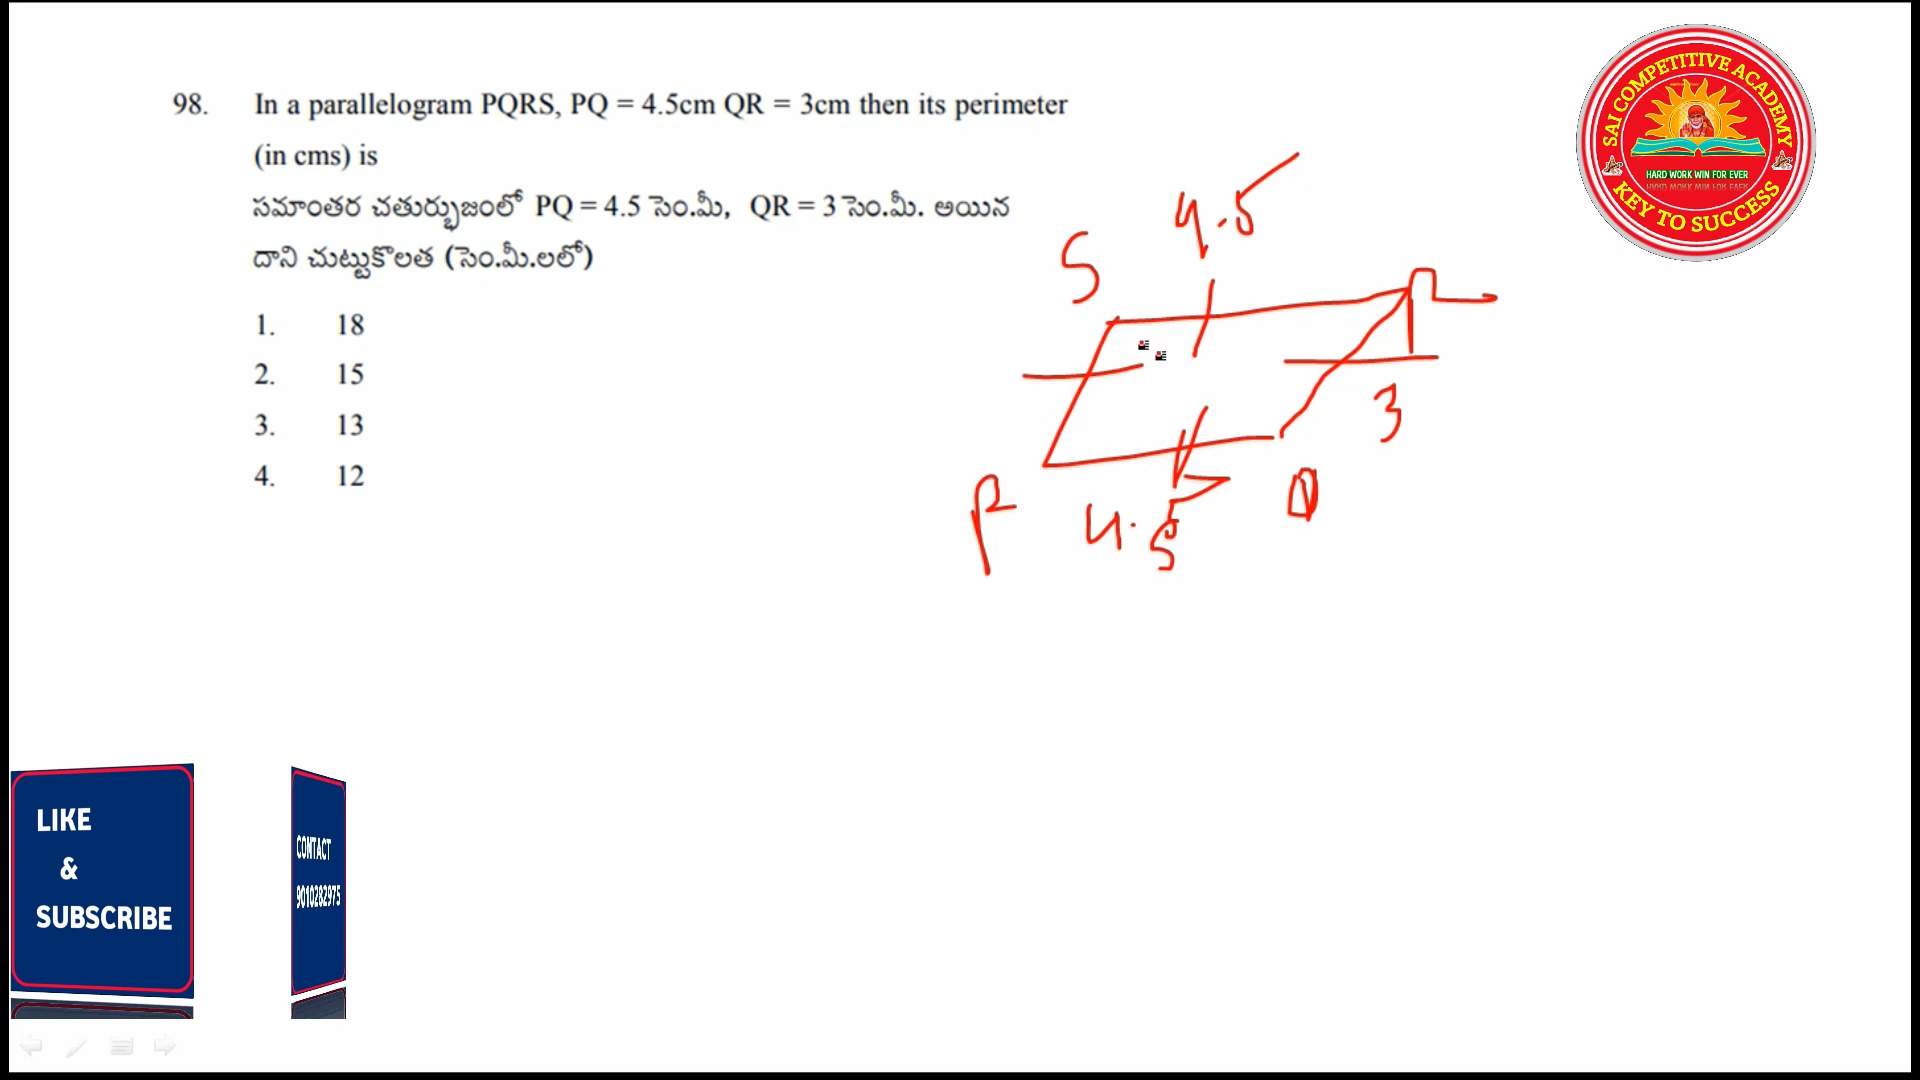 98. In a parallelogram PQRS, PQ = 4.5cm QR = 3cm then its perimeter
(in cms) is
సమాంతర చతుర్భుజంలో PQ = 4.5 సెం.మీ, QR = 3 సెం.మీ. అయిన
దాని చుట్టుకొలత (సెం.మీ.లలో)
1. 18
2. 15
3. 13
4. 12
S
4.5
R
3
P
4.5
Q
SAI COMPETITIVE ACADEMY
HARD WORK WIN FOR EVER
KEY TO SUCCESS
LIKE
&
SUBSCRIBE
CONTACT
9010282975